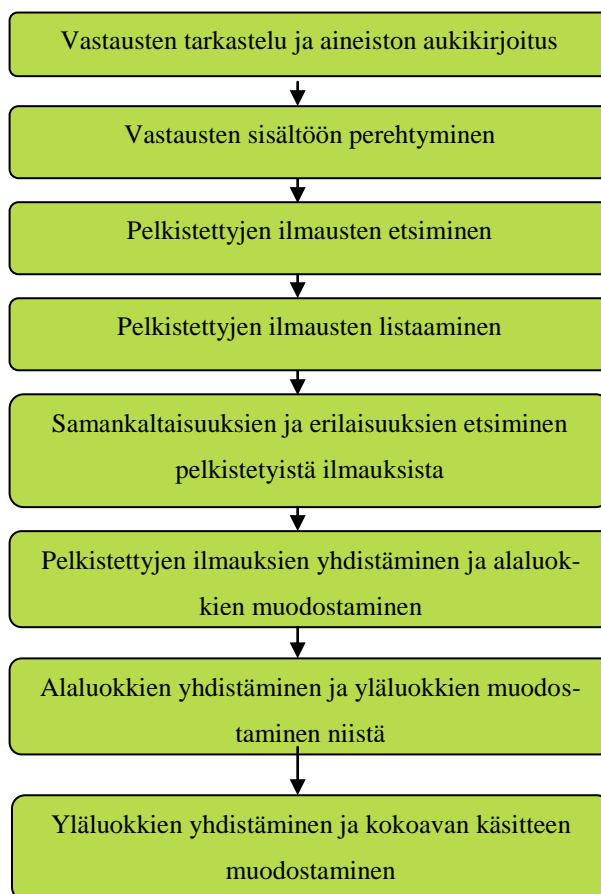 Vastausten tarkastelu ja aineiston aukikirjoitus
Vastausten sisältöön perehtyminen
Pelkistettyjen ilmausten etsiminen
Pelkistettyjen ilmausten listaaminen
Samankaltaisuuksien ja erilaisuuksien etsiminen
pelkistetyistä ilmauksista
Pelkistettyjen ilmauksien yhdistäminen ja alaluok-
kien muodostaminen
Alaluokkien yhdistäminen ja yläluokkien muodos-
taminen niistä
Yläluokkien yhdistäminen ja kokoavan käsitteen
muodostaminen